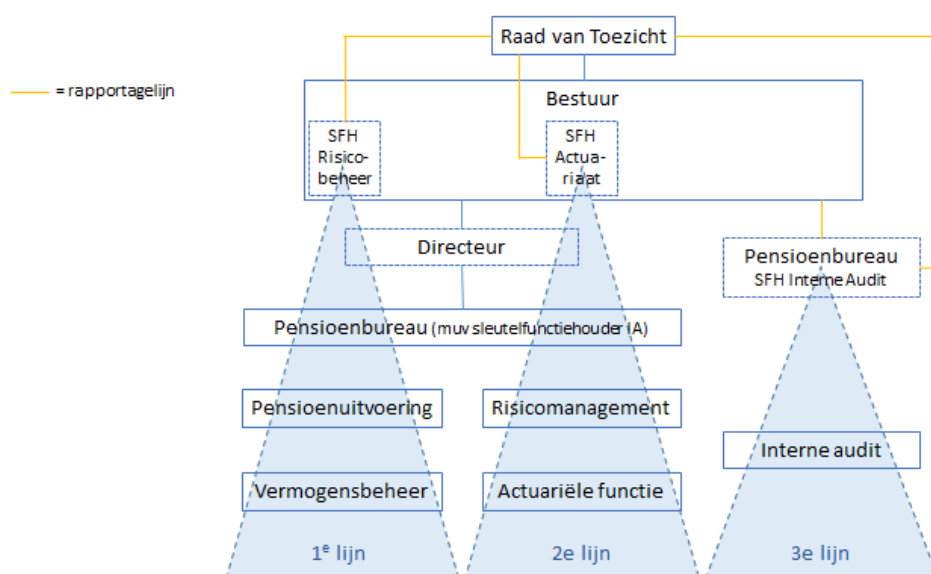 Raad van Toezicht
= rapportagelijn
Bestuur
SFH
Risico-
beheer
SFH
Actua-
riaat
Directeur
Pensioenbureau
SFH Interne Audit
Pensioenbureau (muv sleutelfunctiehouder IA)
Pensioenuitvoering
Risicomanagement
Interne audit
Vermogensbeheer
Actuariële functie
1e lijn
2e lijn
3e lijn